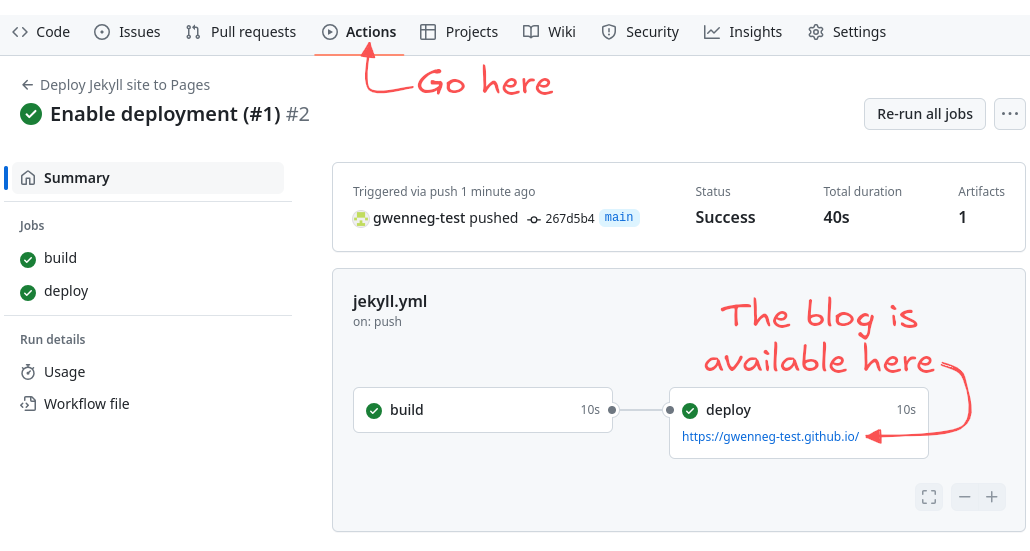 Code Issues Pull requests Actions Projects Wiki Security Insights Settings
Go here
Deploy Jekyll site to Pages
Enable deployment (#1) #2
Re-run all jobs
Summary
Jobs
build
deploy
Run details
Usage
Workflow file
Triggered via push 1 minute ago
gwenneg-test pushed 267d5b4 main
Status
Success
Total duration
40s
Artifacts
1
jekyll.yml
on: push
The blog is
available here
build 10s
deploy 10s
https://gwenneg-test.github.io/